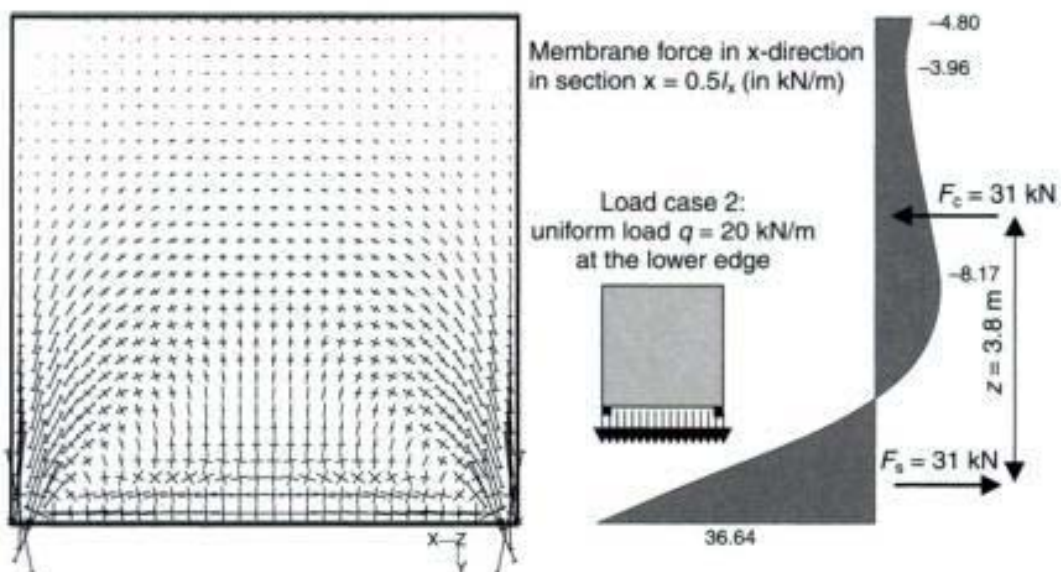 −4.80
Membrane force in x-direction
in section x = 0.5lₓ (in kN/m)
−3.96
Load case 2:
uniform load q = 20 kN/m
at the lower edge
F_c = 31 kN
−8.17
z = 3.8 m
F_s = 31 kN
36.64
X Z
Y